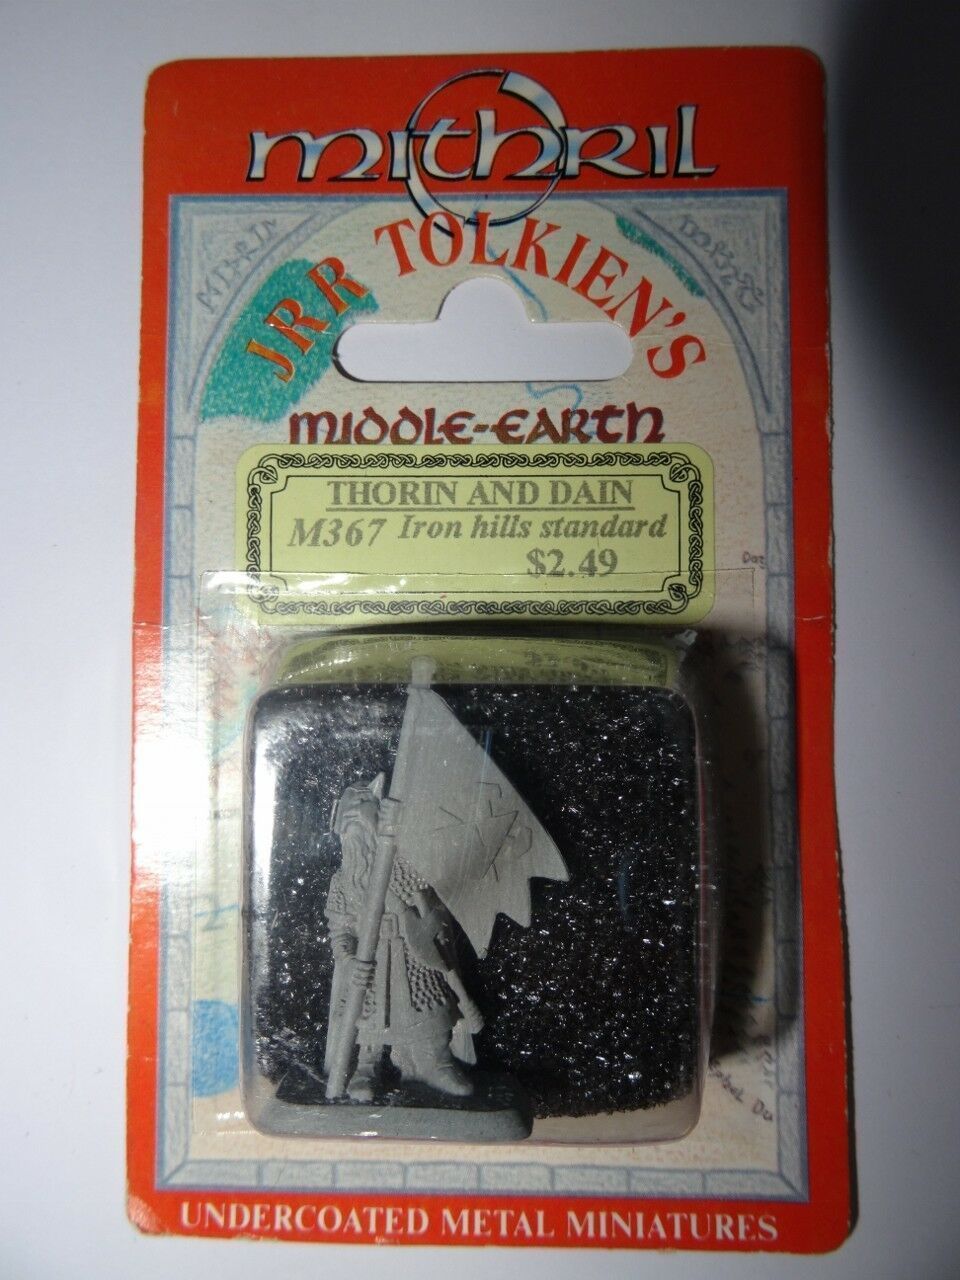 mithril
JRR TOLKIEN'S
MIDDLE-EARTH
THORIN AND DAIN
M367 Iron hills standard
$2.49
UNDERCOATED METAL MINIATURES